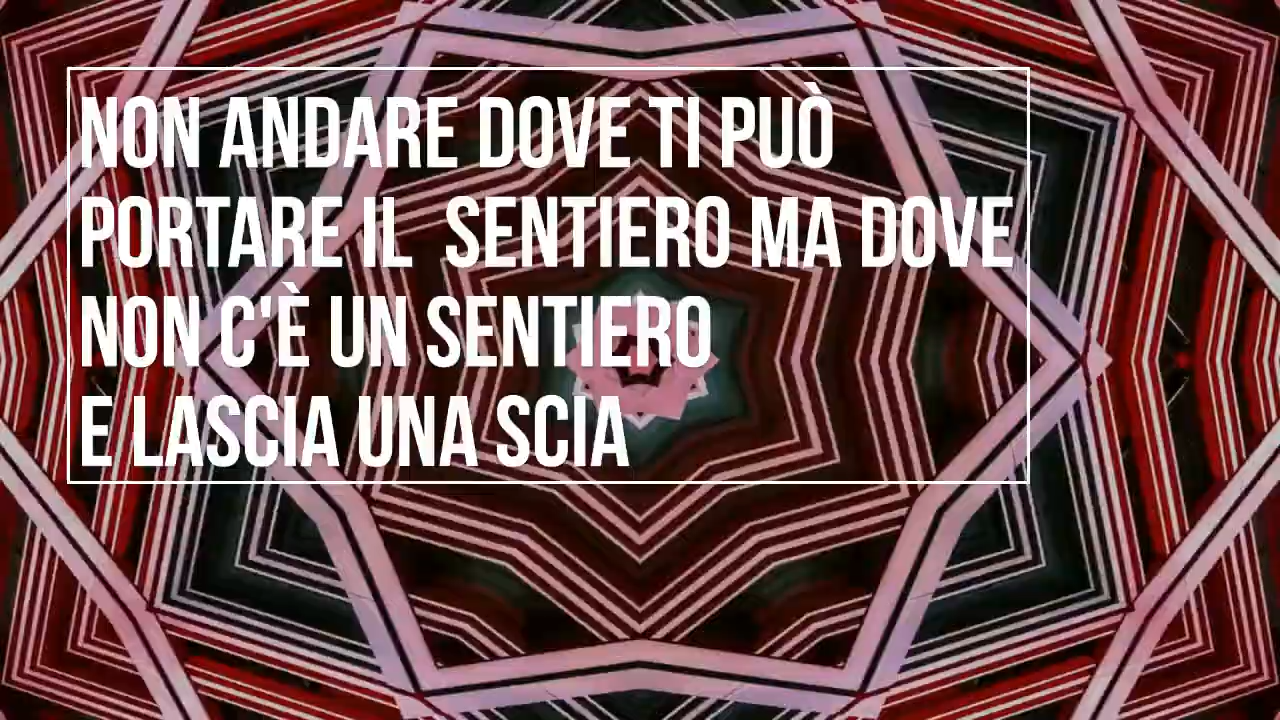 NON ANDARE DOVE TI PUÒ
PORTARE IL  SENTIERO MA DOVE
NON C'È UN SENTIERO
E LASCIA UNA SCIA